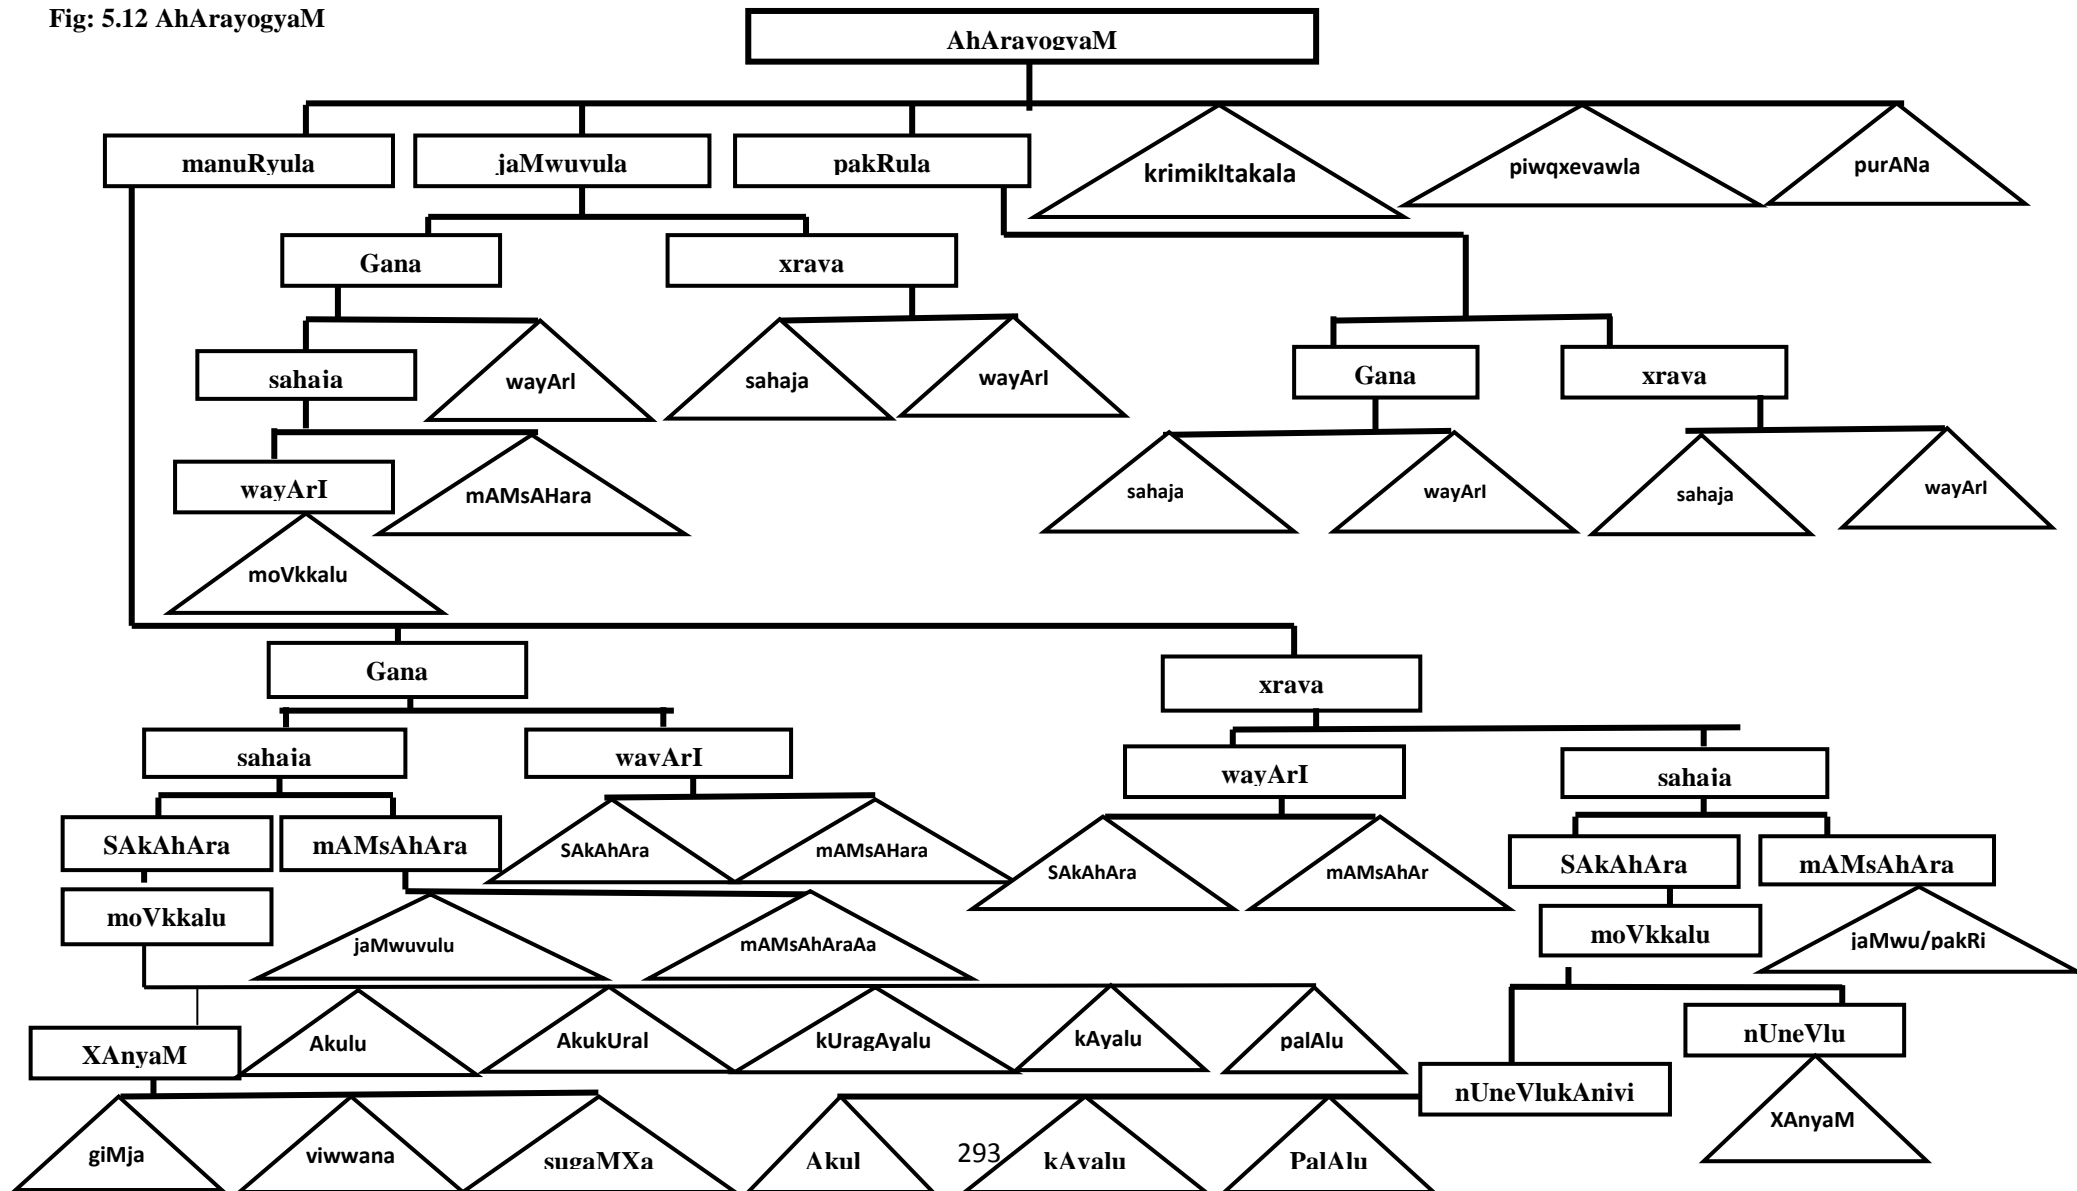 Fig: 5.12 AhArayogyaM
AhArayogyaM
manuRyula
jaMwuvula
pakRula
krimikItakala
piwqxevawla
purANa
Gana
xrava
sahaja
wayArI
sahaja
wayArI
Gana
xrava
wayArI
mAMsAHara
sahaja
wayArI
sahaja
wayArI
moVkkalu
Gana
xrava
sahaja
wayArI
wayArI
sahaja
SAkAhAra
mAMsAhAra
SAkAhAra
mAMsAHara
SAkAhAra
mAMsAhAr
SAkAhAra
mAMsAhAra
moVkkalu
jaMwuvulu
mAMsAhAraAa
moVkkalu
jaMwu/pakRi
XAnyaM
Akulu
AkukUral
kUragAyalu
kAyalu
palAlu
nUneVlukAnivi
nUneVlu
giMja
viwwana
sugaMXa
Akul
293
kAyalu
PalAlu
XAnyaM